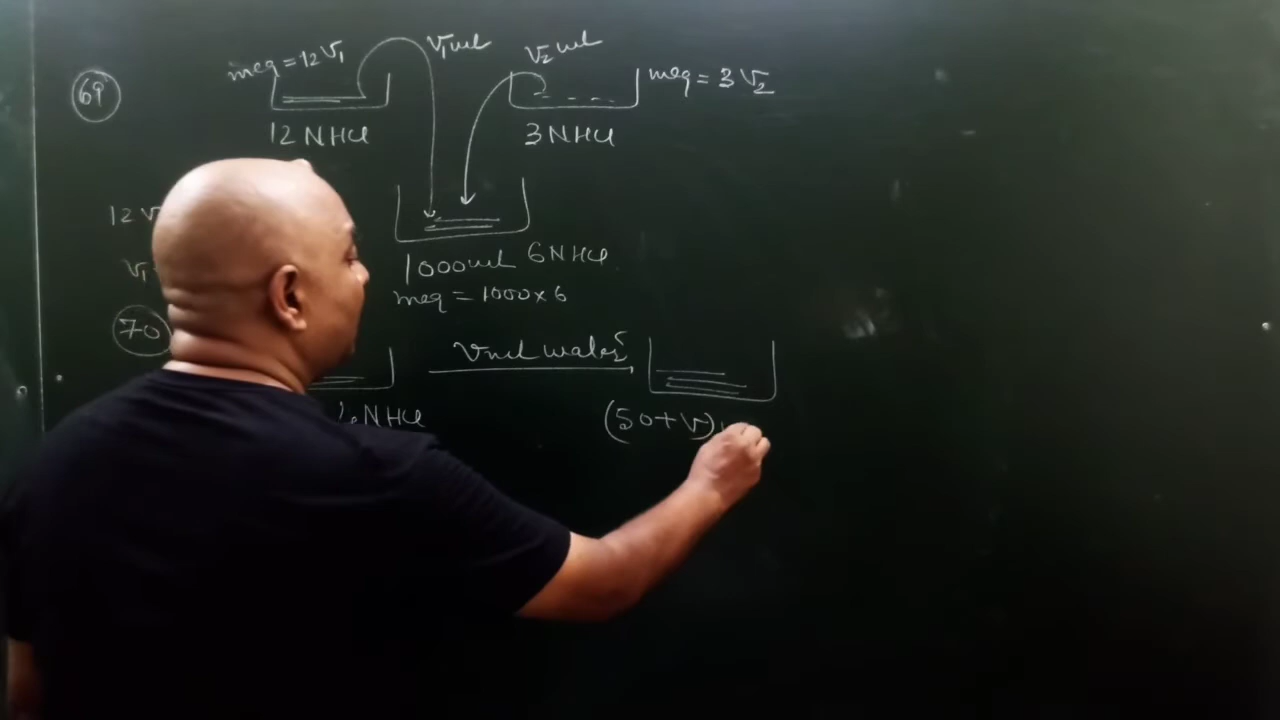 69
meq = 12 V₁
V₁ ml
V₂ ml
meq = 3 V₂
12 N HCl
3 N HCl
12 V
1000 ml 6 N HCl
V₁
meq = 1000 × 6
70
V ml water
N HCl
(50 + V)